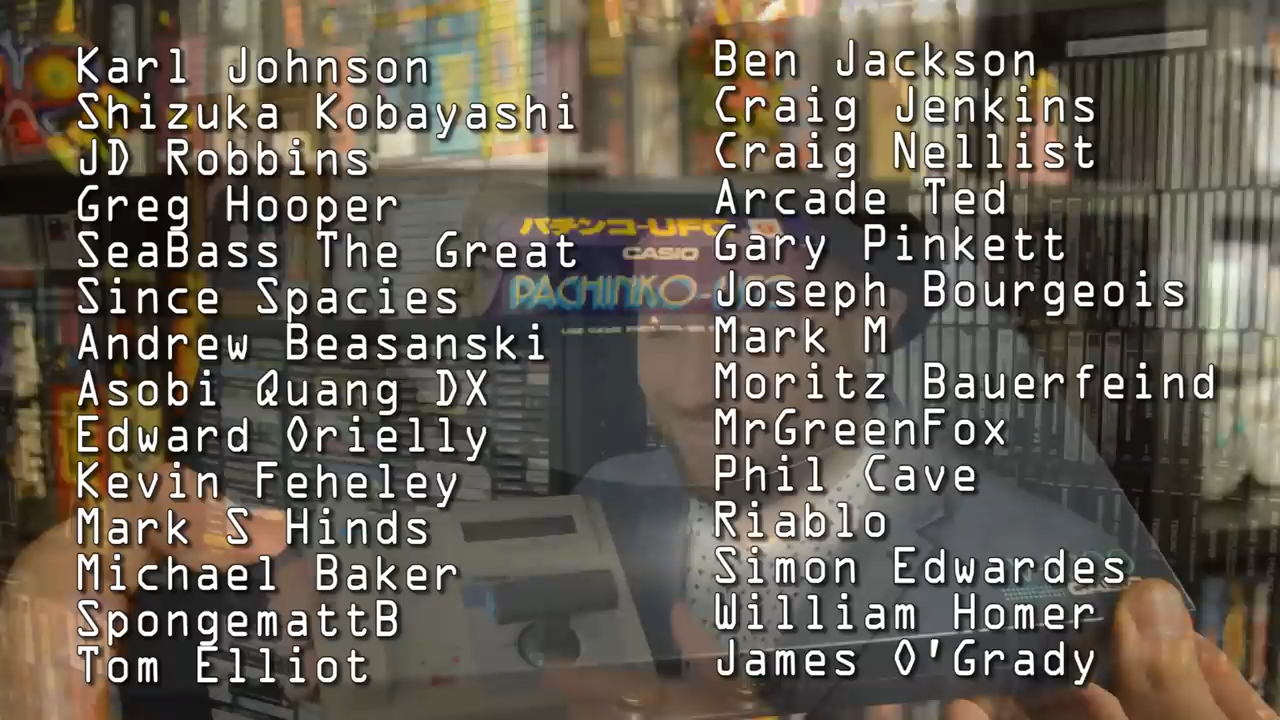 Karl Johnson
Shizuka Kobayashi
JD Robbins
Greg Hooper
SeaBass The Great
Since Spacies
Andrew Beasanski
Asobi Quang DX
Edward Orielly
Kevin Feheley
Mark S Hinds
Michael Baker
SpongemattB
Tom Elliot
Ben Jackson
Craig Jenkins
Craig Nellist
Arcade Ted
Gary Pinkett
Joseph Bourgeois
Mark M
Moritz Bauerfeind
MrGreenFox
Phil Cave
Riablo
Simon Edwardes
William Homer
James O'Grady
パチンコ-UFO
CASIO
PACHINKO-